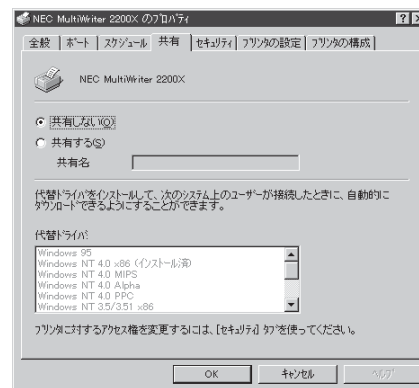 NEC MultiWriter 2200X のプロパティ
全般 ポート スケジュール 共有 セキュリティ プリンタの設定 プリンタの構成
NEC MultiWriter 2200X
共有しない(O)
共有する(S)
共有名
代替ドライバをインストールして、次のシステム上のユーザーが接続したときに、自動的に
ダウンロードできるようにすることができます。
代替ドライバ:
Windows 95
Windows NT 4.0 x86 (インストール済)
Windows NT 4.0 MIPS
Windows NT 4.0 Alpha
Windows NT 4.0 PPC
Windows NT 3.5/3.51 x86
プリンタに対するアクセス権を変更するには、[セキュリティ] タブを使ってください。
OK キャンセル ヘルプ